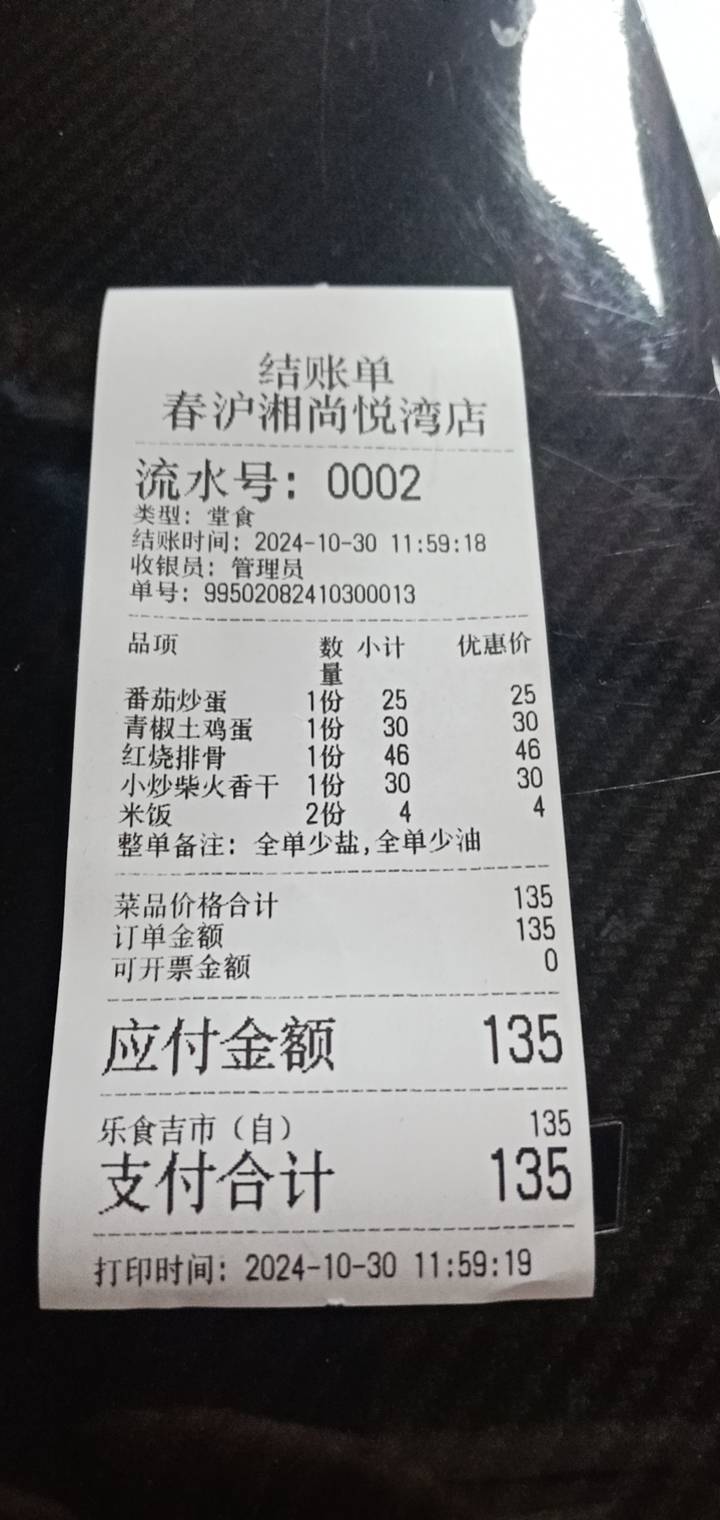 结账单
春沪湘尚悦湾店
流水号: 0002
类型: 堂食
结账时间: 2024-10-30 11:59:18
收银员: 管理员
单号: 99502082410300013
品项 数量 小计 优惠价
番茄炒蛋 1份 25 25
青椒土鸡蛋 1份 30 30
红烧排骨 1份 46 46
小炒柴火香干 1份 30 30
米饭 2份 4 4
整单备注: 全单少盐,全单少油
菜品价格合计 135
订单金额 135
可开票金额 0
应付金额 135
乐食吉市（自） 135
支付合计 135
打印时间: 2024-10-30 11:59:19